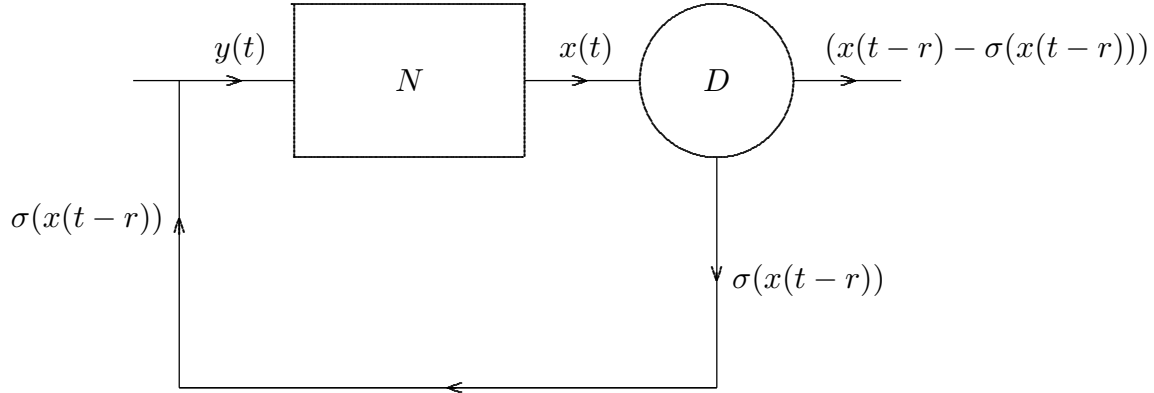 y(t)
N
x(t)
D
(x(t − r) − σ(x(t − r)))
σ(x(t − r))
σ(x(t − r))